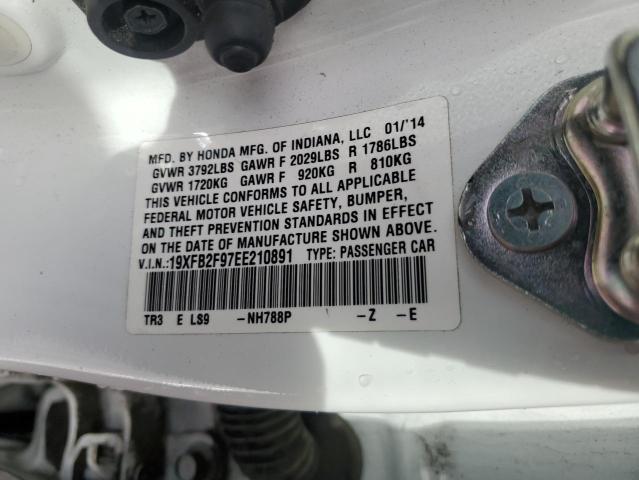 MFD. BY HONDA MFG. OF INDIANA, LLC 01/'14
GVWR 3792LBS GAWR F 2029LBS R 1786LBS
GVWR 1720KG GAWR F 920KG R 810KG
THIS VEHICLE CONFORMS TO ALL APPLICABLE
FEDERAL MOTOR VEHICLE SAFETY, BUMPER,
AND THEFT PREVENTION STANDARDS IN EFFECT
ON THE DATE OF MANUFACTURE SHOWN ABOVE.
V.I.N.:19XFB2F97EE210891 TYPE: PASSENGER CAR
TR3 E LS9 -NH788P -Z -E